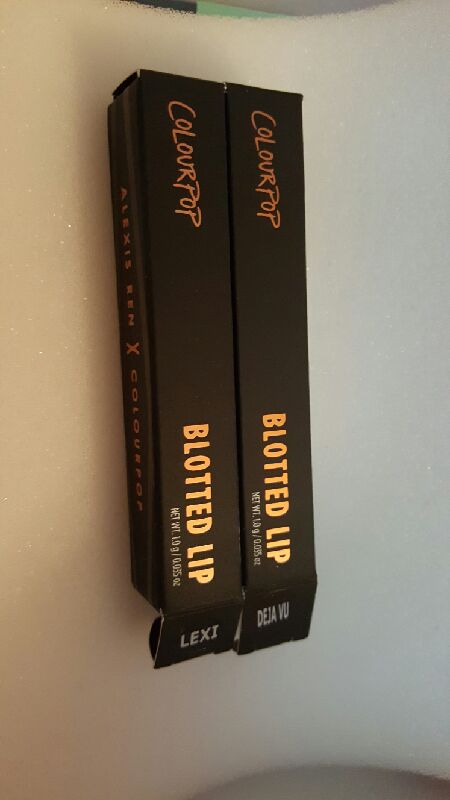 ALEXIS REN X COLOURPOP
COLOURPOP
BLOTTED LIP
NET WT. 1.0 g / 0.035 oz
LEXI
COLOURPOP
BLOTTED LIP
NET WT. 1.0 g / 0.035 oz
DEJA VU